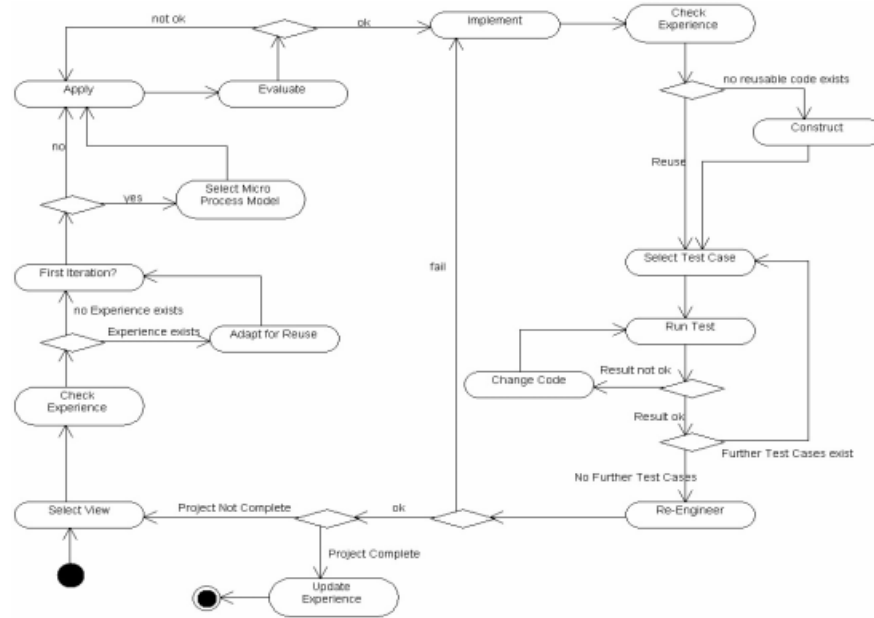 not ok
ok
Implement
Check
Experience
no reusable code exists
Apply
Evaluate
Construct
no
Reuse
Select Micro
Process Model
yes
Select Test Case
fail
First Iteration?
no Experience exists
Experience exists
Adapt for Reuse
Run Test
Result not ok
Change Code
Check
Experience
Result ok
Further Test Cases exist
No Further Test Cases
Select View
Project Not Complete
ok
Re-Engineer
Project Complete
Update
Experience